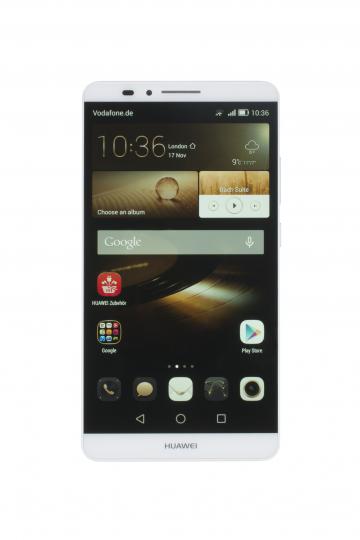 Vodafone.de
10:36
10:36
London
17 Nov
9°C
Choose an album
Bach Suite
Google
HUAWEI Zubehör
Google
Play Store
HUAWEI